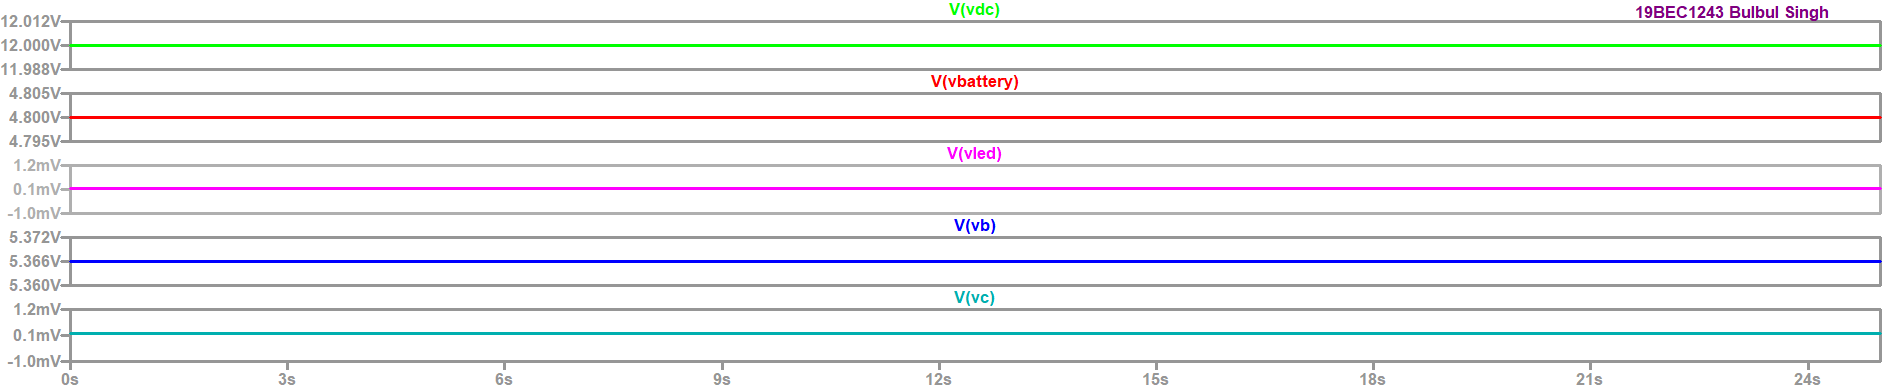 V(vdc)
19BEC1243 Bulbul Singh
12.012V
12.000V
11.988V
V(vbattery)
4.805V
4.800V
4.795V
V(vled)
1.2mV
0.1mV
-1.0mV
V(vb)
5.372V
5.366V
5.360V
V(vc)
1.2mV
0.1mV
-1.0mV
0s 3s 6s 9s 12s 15s 18s 21s 24s